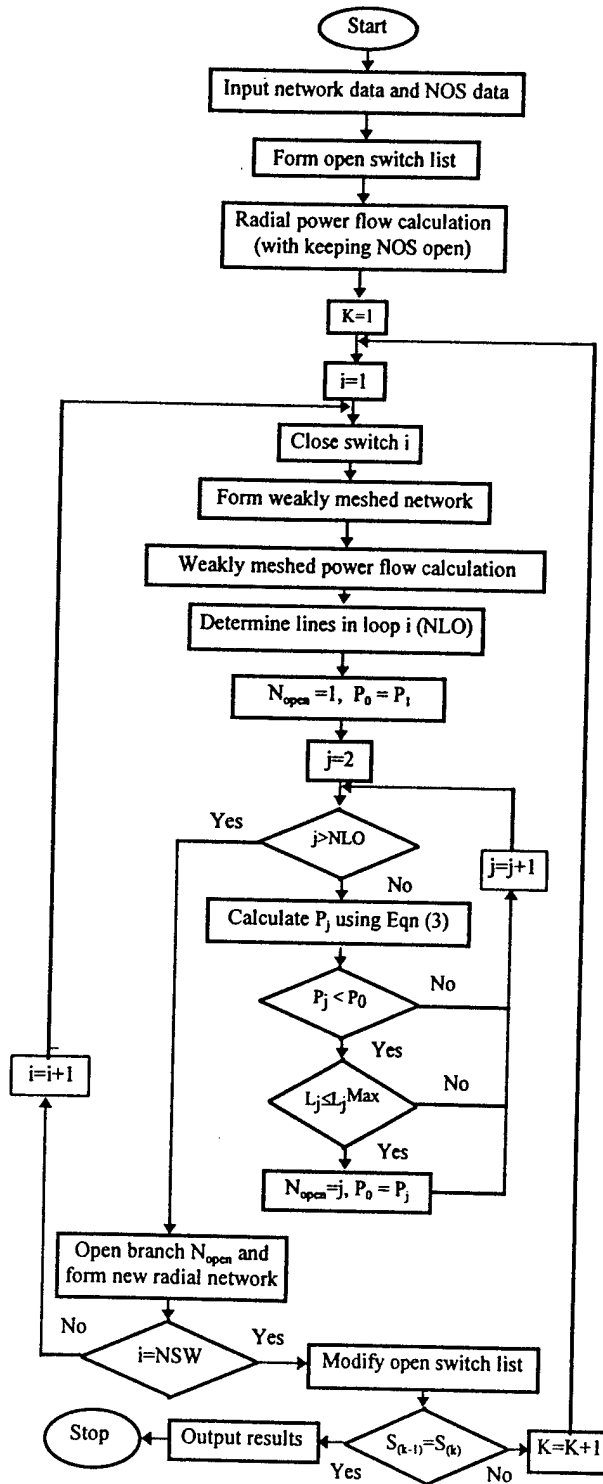 Start
Input network data and NOS data
Form open switch list
Radial power flow calculation
(with keeping NOS open)
K=1
i=1
Close switch i
Form weakly meshed network
Weakly meshed power flow calculation
Determine lines in loop i (NLO)
N_open =1, P_0 = P_1
j=2
Yes
j>NLO
j=j+1
No
Calculate P_j using Eqn (3)
P_j < P_0
No
Yes
i=i+1
L_j≤L_j^Max
No
Yes
N_open=j, P_0 = P_j
Open branch N_open and
form new radial network
No
i=NSW
Yes
Modify open switch list
Stop
Output results
S_(k-1)=S_(k)
K=K+1
Yes
No